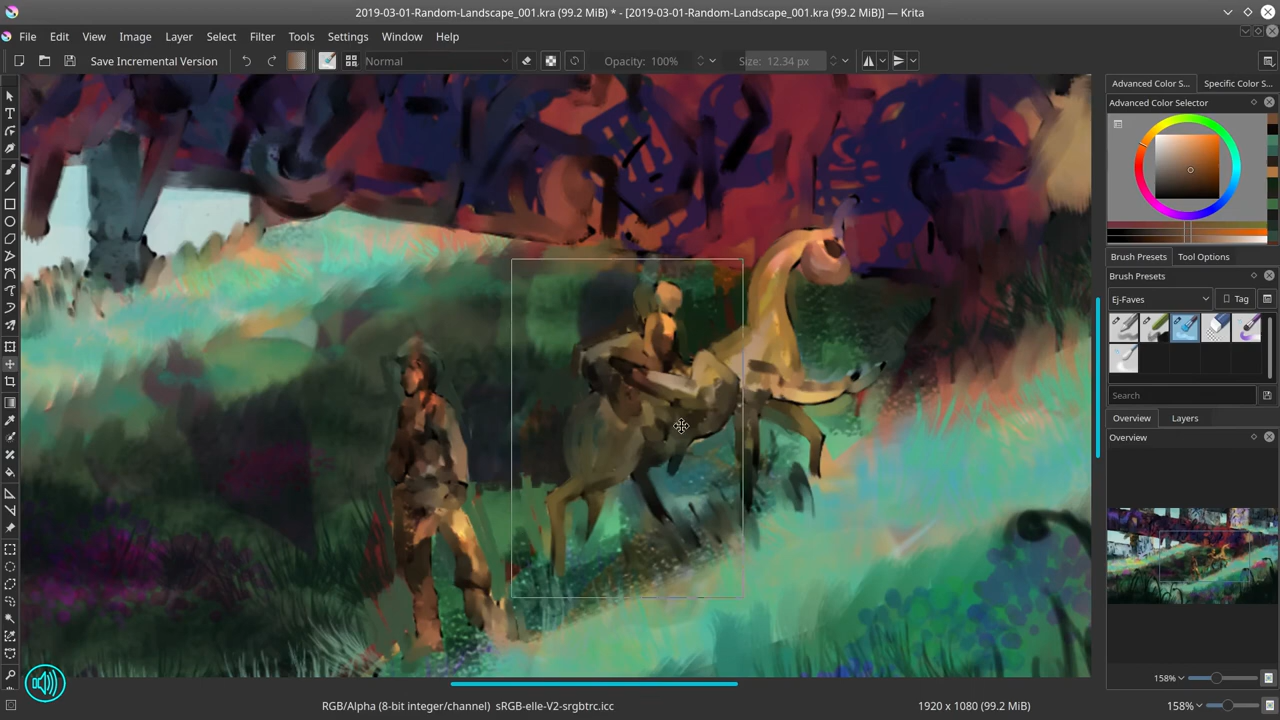 2019-03-01-Random-Landscape_001.kra (99.2 MiB) * - [2019-03-01-Random-Landscape_001.kra (99.2 MiB)] — Krita
File Edit View Image Layer Select Filter Tools Settings Window Help
Save Incremental Version Normal Opacity: 100% Size: 12.34 px
Advanced Color S... Specific Color S...
Advanced Color Selector
Brush Presets Tool Options
Brush Presets
Ej-Faves Tag
Search
Overview Layers
Overview
158%
RGB/Alpha (8-bit integer/channel) sRGB-elle-V2-srgbtrc.icc 1920 x 1080 (99.2 MiB) 158%